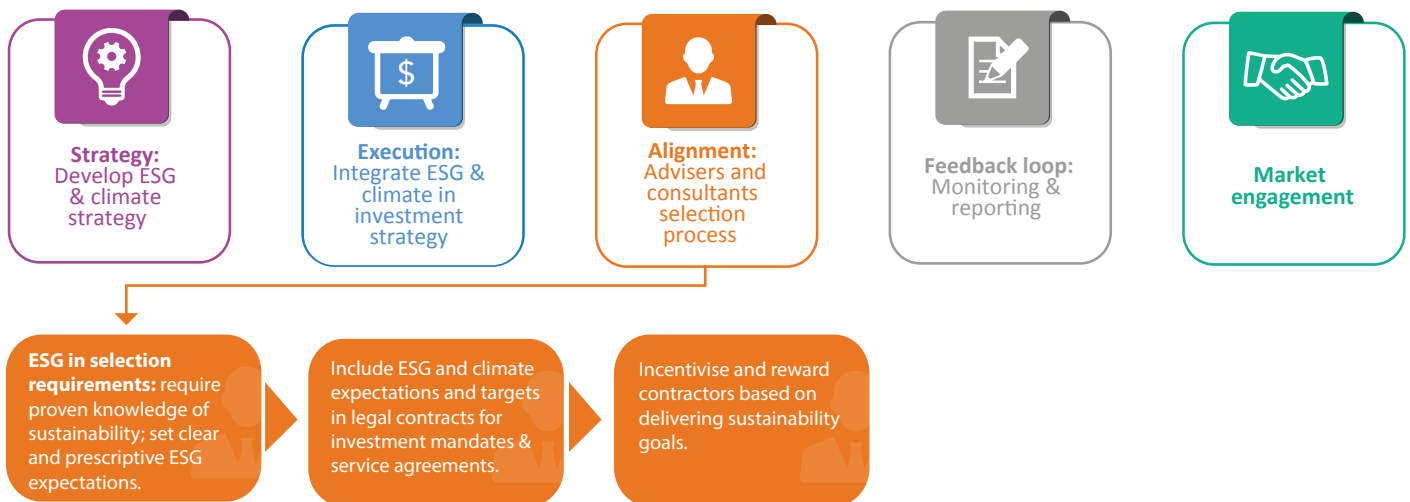 $
Strategy:
Develop ESG
& climate
strategy
Execution:
Integrate ESG &
climate in
investment
strategy
Alignment:
Advisers and
consultants
selection
process
Feedback loop:
Monitoring &
reporting
Market
engagement
ESG in selection
requirements: require
proven knowledge of
sustainability; set clear
and prescriptive ESG
expectations.
Include ESG and climate
expectations and targets
in legal contracts for
investment mandates &
service agreements.
Incentivise and reward
contractors based on
delivering sustainability
goals.